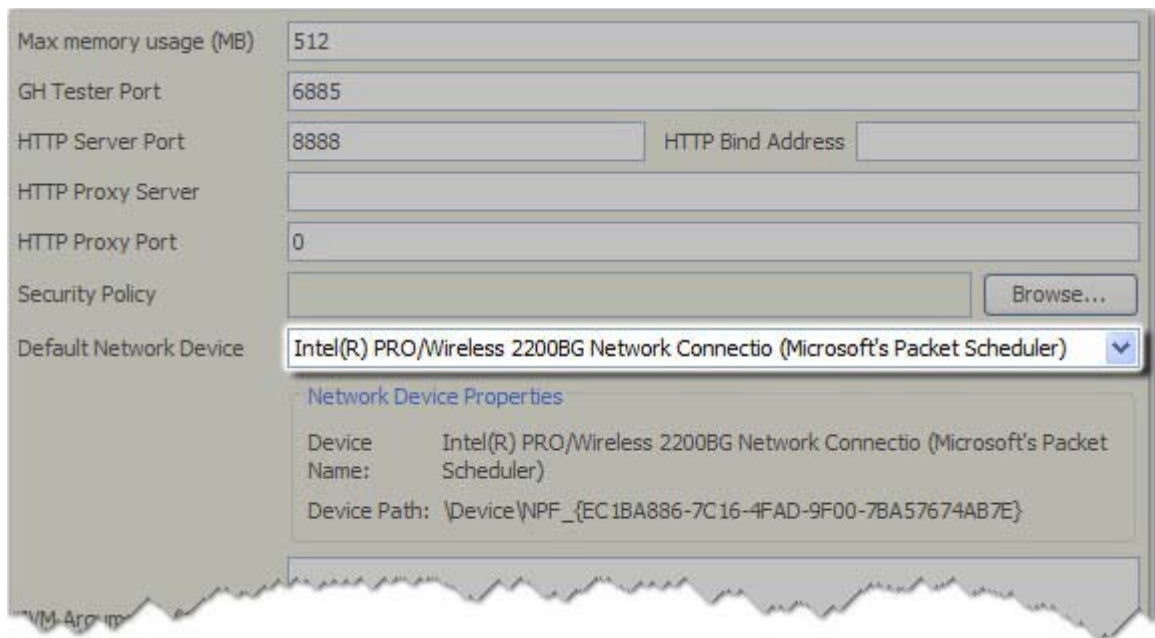 Max memory usage (MB) 512
GH Tester Port 6885
HTTP Server Port 8888 HTTP Bind Address
HTTP Proxy Server
HTTP Proxy Port 0
Security Policy Browse...
Default Network Device Intel(R) PRO/Wireless 2200BG Network Connectio (Microsoft's Packet Scheduler)
Network Device Properties
Device Name: Intel(R) PRO/Wireless 2200BG Network Connectio (Microsoft's Packet
Scheduler)
Device Path: \Device\NPF_{EC1BA886-7C16-4FAD-9F00-7BA57674AB7E}